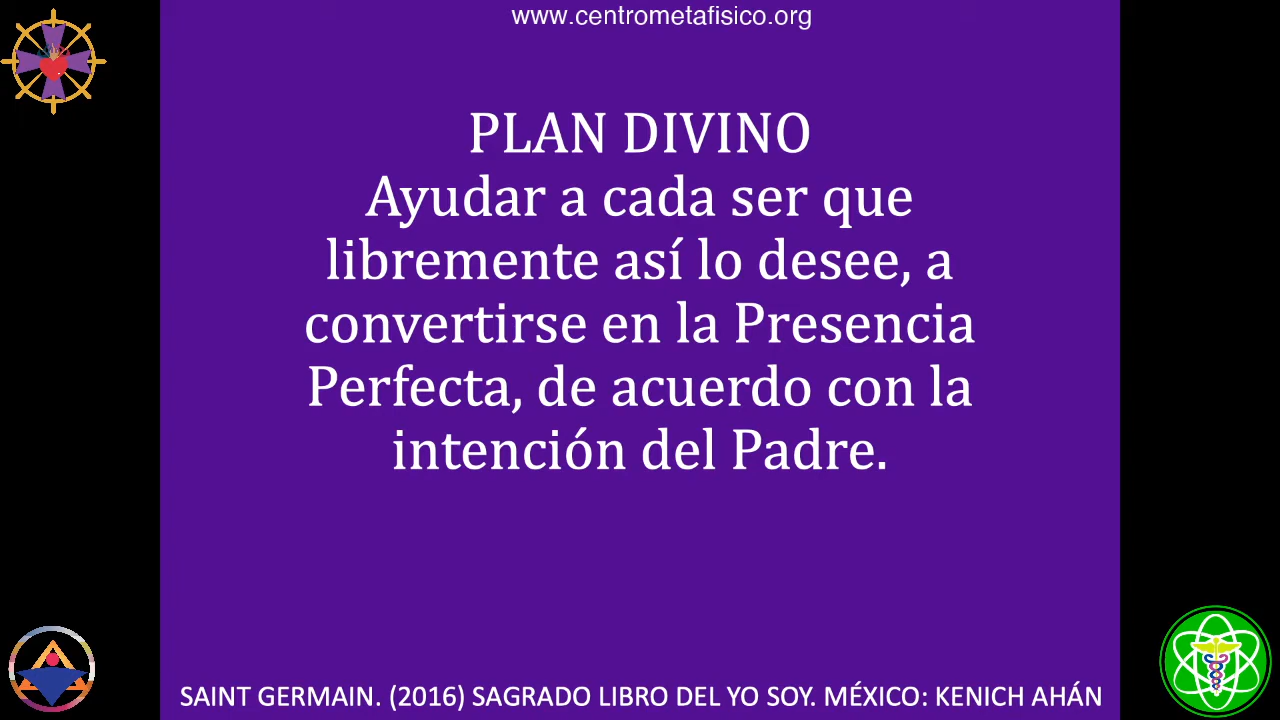 www.centrometafisico.org
PLAN DIVINO
Ayudar a cada ser que
libremente así lo desee, a
convertirse en la Presencia
Perfecta, de acuerdo con la
intención del Padre.
SAINT GERMAIN. (2016) SAGRADO LIBRO DEL YO SOY. MÉXICO: KENICH AHÁN